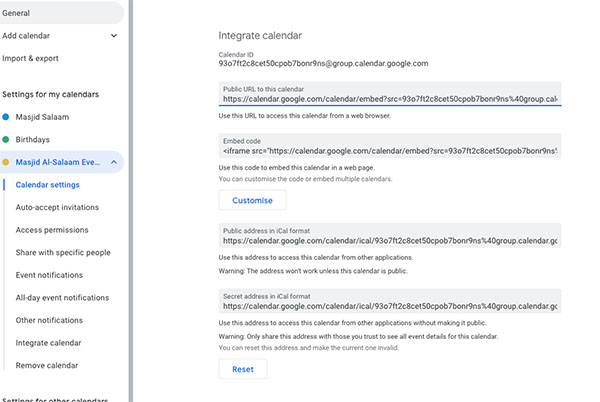 General
Add calendar
Import & export
Settings for my calendars
Masjid Salaam
Birthdays
Masjid Al-Salaam Eve...
Calendar settings
Auto-accept invitations
Access permissions
Share with specific people
Event notifications
All-day event notifications
Other notifications
Integrate calendar
Remove calendar
Settings for other calendars
Integrate calendar
Calendar ID
93o7ft2c8cet50cpob7bonr9ns@group.calendar.google.com
Public URL to this calendar
https://calendar.google.com/calendar/embed?src=93o7ft2c8cet50cpob7bonr9ns%40group.cal
Use this URL to access this calendar from a web browser.
Embed code
<iframe src="https://calendar.google.com/calendar/embed?src=93o7ft2c8cet50cpob7bonr9ns%
Use this code to embed this calendar in a web page.
You can customise the code or embed multiple calendars.
Customise
Public address in iCal format
https://calendar.google.com/calendar/ical/93o7ft2c8cet50cpob7bonr9ns%40group.calendar.go
Use this address to access this calendar from other applications.
Warning: The address won't work unless this calendar is public.
Secret address in iCal format
https://calendar.google.com/calendar/ical/93o7ft2c8cet50cpob7bonr9ns%40group.calendar.go
Use this address to access this calendar from other applications without making it public.
Warning: Only share this address with those you trust to see all event details for this calendar.
You can reset this address and make the current one invalid.
Reset